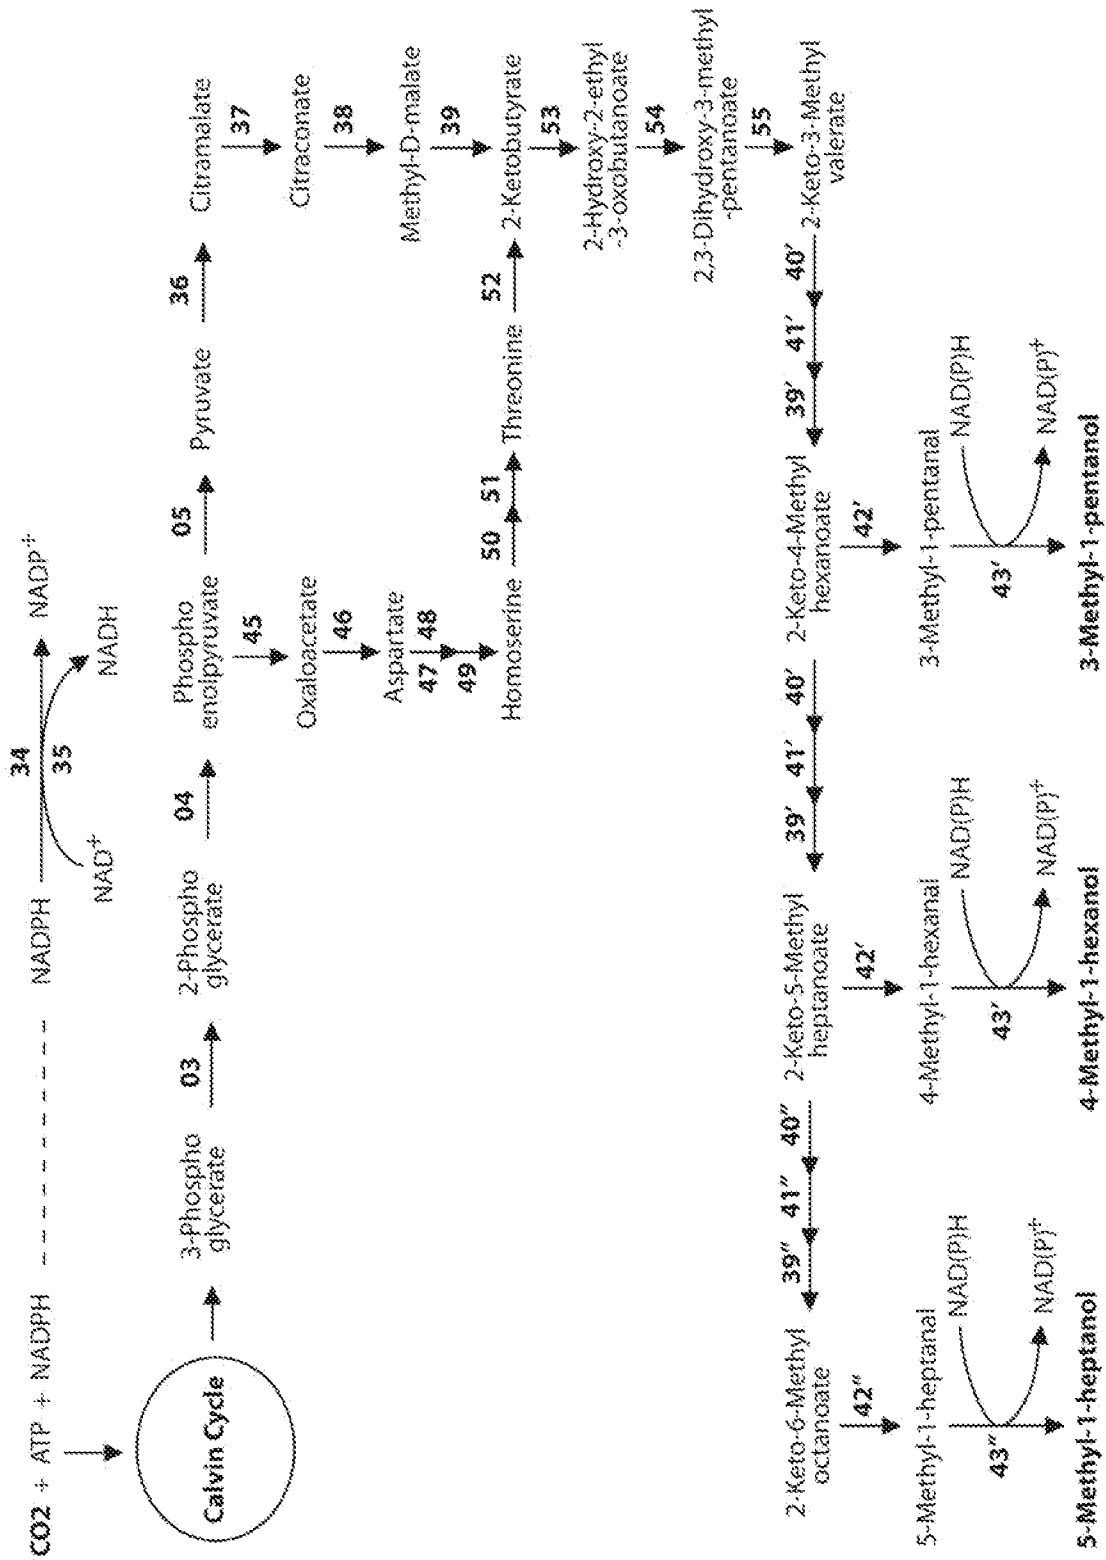 CO2 + ATP + NADPH
NADPH
34
35
NADP+
NAD+
NADH
Calvin Cycle
3-Phospho
glycerate
03
2-Phospho
glycerate
04
Phospho
enolpyruvate
05
Pyruvate
36
Citramalate
45
37
Oxaloacetate
Citraconate
46
38
Aspartate
Methyl-D-malate
47
48
49
39
Homoserine
50
51
Threonine
52
2-Ketobutyrate
53
2-Hydroxy-2-ethyl
-3-oxobutanoate
54
2,3-Dihydroxy-3-methyl
-pentanoate
55
2-Keto-3-Methyl
valerate
40′
41′
39′
2-Keto-4-Methyl
hexanoate
40′
41′
39′
2-Keto-5-Methyl
heptanoate
40″
41″
39″
2-Keto-6-Methyl
octanoate
42″
42′
42′
5-Methyl-1-heptanal
NAD(P)H
4-Methyl-1-hexanal
NAD(P)H
3-Methyl-1-pentanal
NAD(P)H
43″
43′
43′
NAD(P)+
NAD(P)+
NAD(P)+
5-Methyl-1-heptanol
4-Methyl-1-hexanol
3-Methyl-1-pentanol